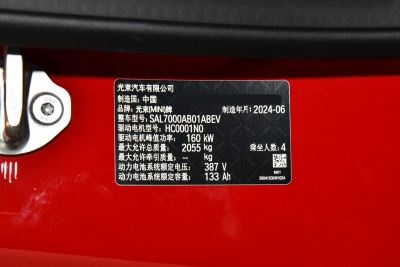 光束汽车有限公司
制造国：中国
品牌：光束(MINI)牌 制造年月：2024-06
整车型号：SAL7000AB01ABEV
驱动电机型号：HC0001N0
驱动电机峰值功率：160 kW
最大允许总质量：2055 kg 乘坐人数：4
最大允许牵引质量：-- kg
动力电池系统额定电压：387 V
动力电池系统额定容量：133 Ah